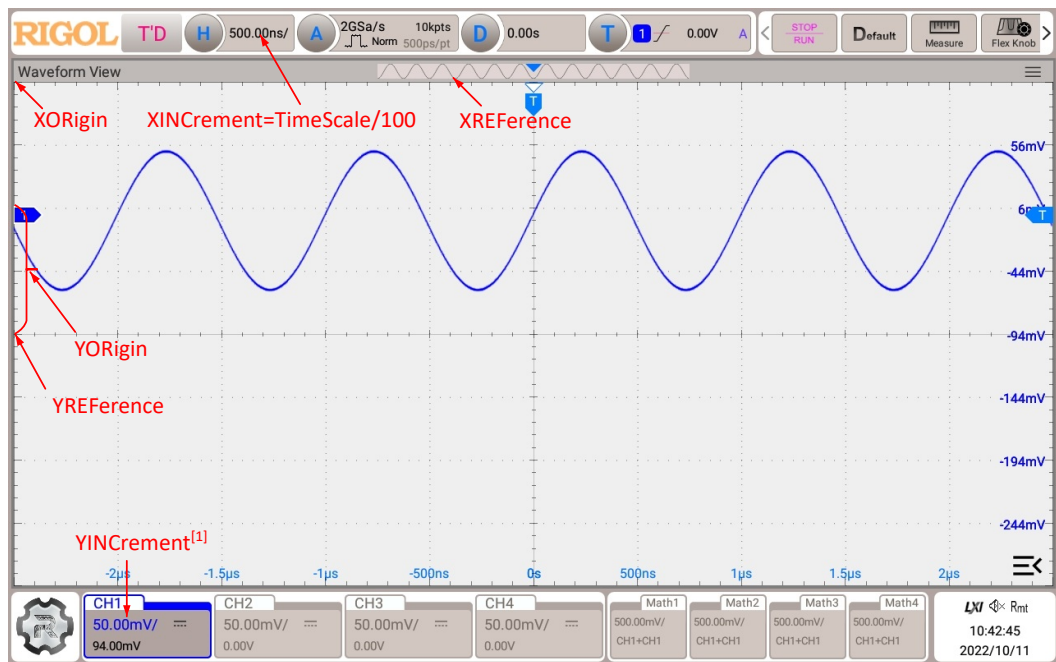 RIGOL T'D H 500.00ns/ A 2GSa/s 10kpts Norm 500ps/pt D 0.00s T 1 0.00V A < STOP RUN Default Measure Flex Knob >
Waveform View
T
XORigin XINCrement=TimeScale/100 XREFerence
56mV
T
-44mV
YORigin
-94mV
YREFerence
-144mV
-194mV
-244mV
YINCrement[1]
-2µs -1.5µs -1µs -500ns 0s 500ns 1µs 1.5µs 2µs
CH1 CH2 CH3 CH4 Math1 Math2 Math3 Math4 LXI Rmt
50.00mV/ 50.00mV/ 50.00mV/ 50.00mV/ 500.00mV/ 500.00mV/ 500.00mV/ 500.00mV/ 10:42:45
94.00mV 0.00V 0.00V 0.00V CH1+CH1 CH1+CH1 CH1+CH1 CH1+CH1 2022/10/11